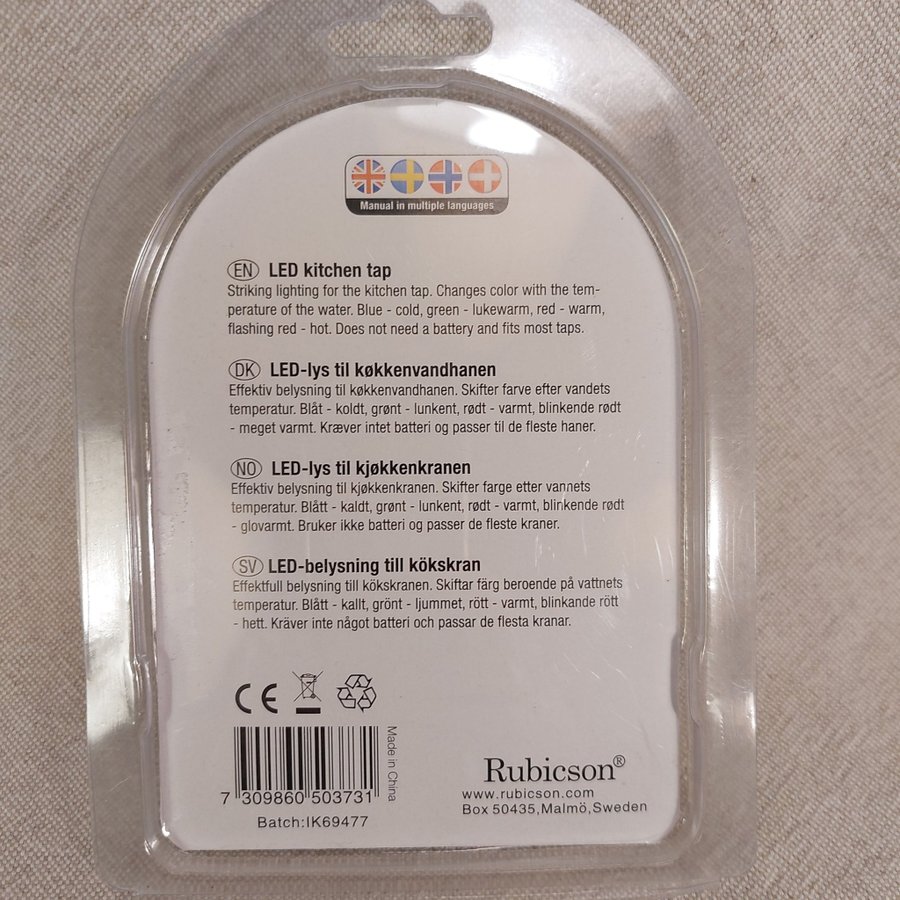 Manual in multiple languages
EN LED kitchen tap
Striking lighting for the kitchen tap. Changes color with the tem-
perature of the water. Blue - cold, green - lukewarm, red - warm,
flashing red - hot. Does not need a battery and fits most taps.
DK LED-lys til køkkenvandhanen
Effektiv belysning til køkkenvandhanen. Skifter farve efter vandets
temperatur. Blåt - koldt, grønt - lunkent, rødt - varmt, blinkende rødt
- meget varmt. Kræver intet batteri og passer til de fleste haner.
NO LED-lys til kjøkkenkranen
Effektiv belysning til kjøkkenkranen. Skifter farge etter vannets
temperatur. Blått - kaldt, grønt - lunkent, rødt - varmt, blinkende rødt
- glovarmt. Bruker ikke batteri og passer de fleste kraner.
SV LED-belysning till kökskran
Effektfull belysning till kökskranen. Skiftar färg beroende på vattnets
temperatur. Blått - kallt, grönt - ljummet, rött - varmt, blinkande rött
- hett. Kräver inte något batteri och passar de flesta kranar.
CE
Made in China
7 309860 503731
Batch:IK69477
Rubicson®
www.rubicson.com
Box 50435,Malmö,Sweden